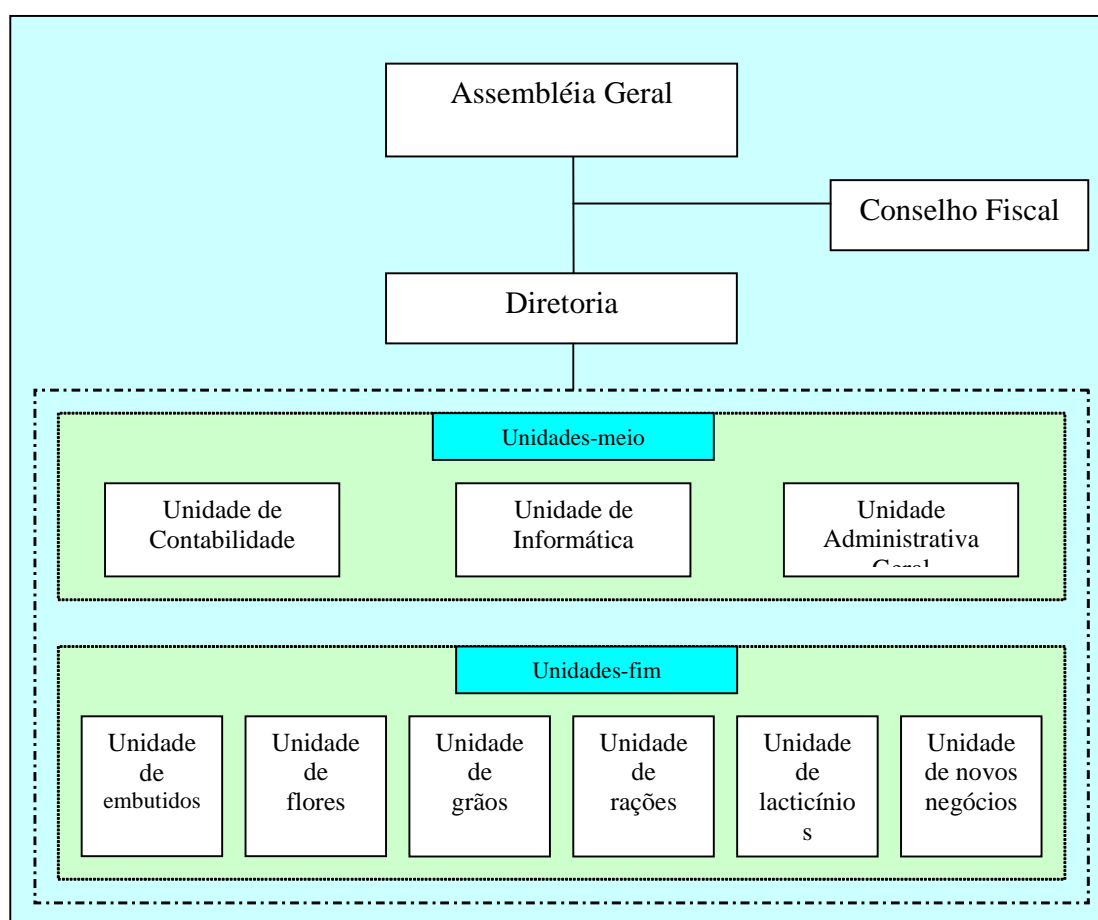 Assembléia Geral
Conselho Fiscal
Diretoria
Unidades-meio
Unidade de
Contabilidade
Unidade de
Informática
Unidade
Administrativa
Geral
Unidades-fim
Unidade
de
embutidos
Unidade
de
flores
Unidade
de
grãos
Unidade
de
rações
Unidade
de
lacticínio
s
Unidade
de novos
negócios